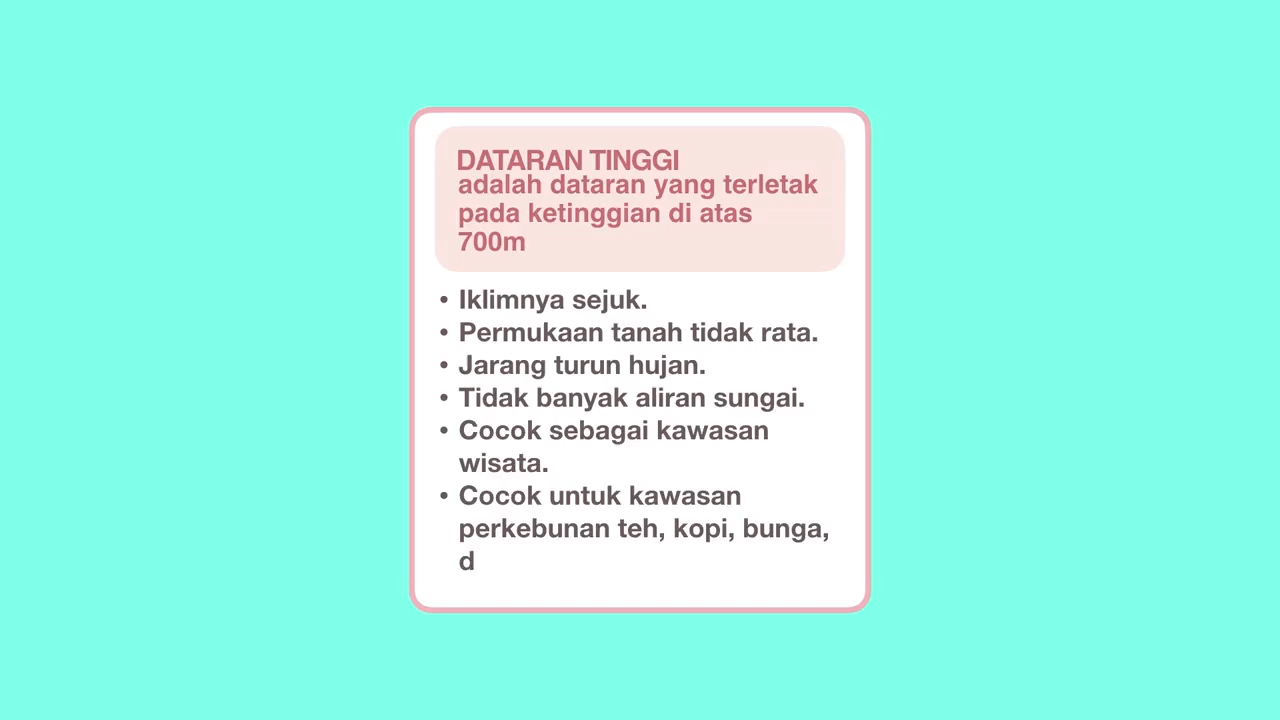 DATARAN TINGGI
adalah dataran yang terletak
pada ketinggian di atas
700m
• Iklimnya sejuk.
• Permukaan tanah tidak rata.
• Jarang turun hujan.
• Tidak banyak aliran sungai.
• Cocok sebagai kawasan
wisata.
• Cocok untuk kawasan
perkebunan teh, kopi, bunga,
d